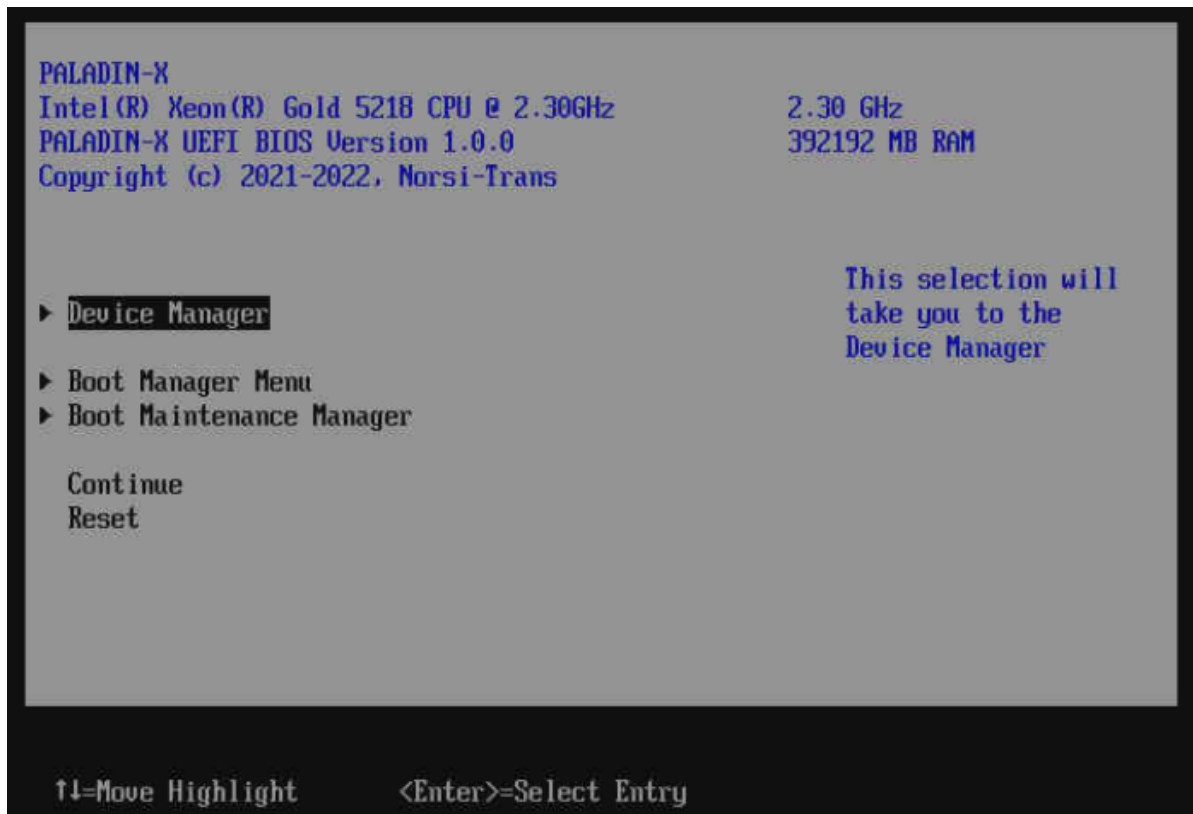 PALADIN-X
Intel(R) Xeon(R) Gold 5218 CPU @ 2.30GHz 2.30 GHz
PALADIN-X UEFI BIOS Version 1.0.0 392192 MB RAM
Copyright (c) 2021-2022, Norsi-Trans
This selection will
▶ Device Manager take you to the
Device Manager
▶ Boot Manager Menu
▶ Boot Maintenance Manager
Continue
Reset
↑↓=Move Highlight <Enter>=Select Entry